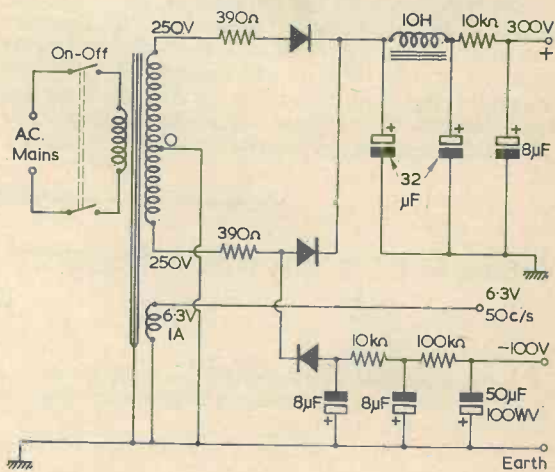 250V
390Ω
10H
10kΩ
300V
+
On-Off
A.C.
Mains
O
+
+
+
32
μF
8μF
390Ω
250V
6·3V
1A
6·3V
50c/s
10kΩ
100kΩ
-100V
8μF
+
8μF
+
50μF
100WV
+
Earth